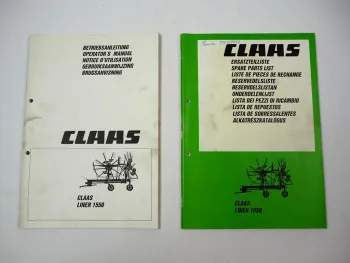 BETRIEBSANLEITUNG
OPERATOR'S MANUAL
NOTICE D'UTILISATION
GEBRUIKSAANWIJZING
BRUGSANVISNING
CLAAS
CLAAS
LINER 1550
CLAAS
ERSATZTEILLISTE
SPARE PARTS LIST
LISTE DE PIECES DE RECHANGE
RESERVEDELSLISTE
RESERVDELSLISTAN
ONDERDELENLIJST
LISTA DEI PEZZI DI RICAMBIO
LISTA DE REPUESTOS
LISTA DE SOBRESSALENTES
ALKATRÉSZKATALÓGUS
CLAAS
LINER 1550